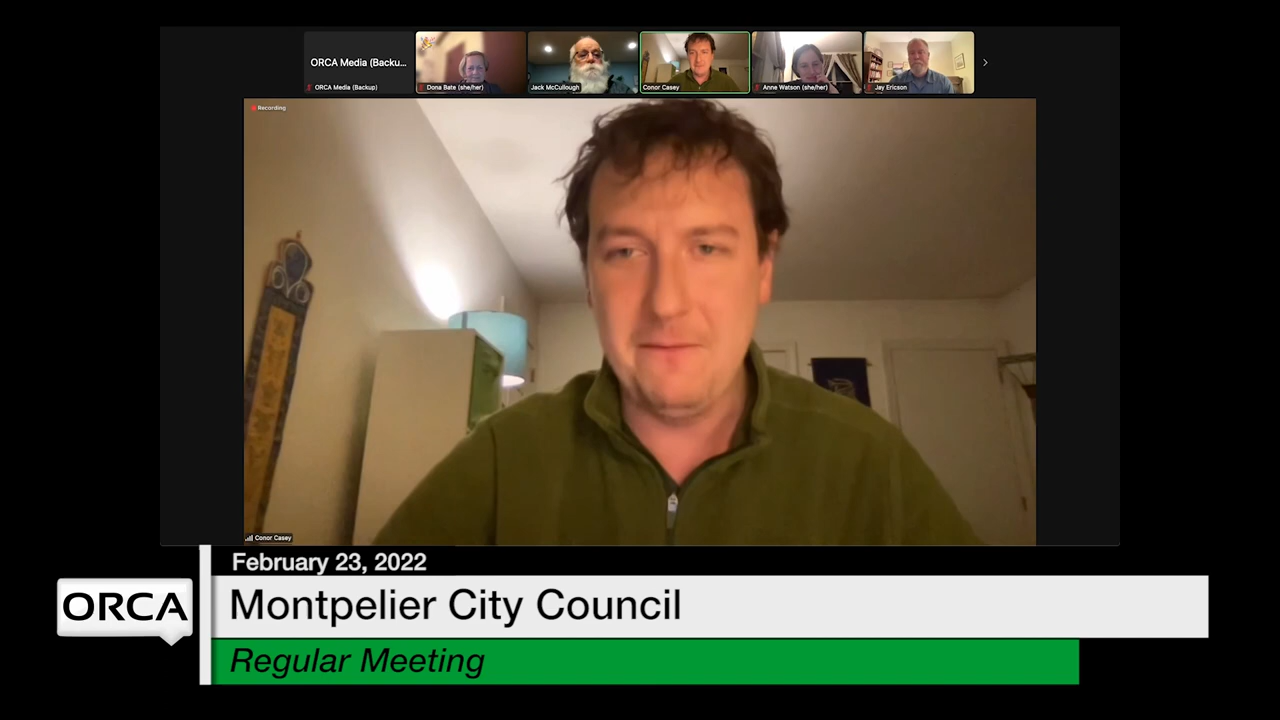 ORCA Media (Backu...
ORCA Media (Backup)
Dona Bate (she/her)
Jack McCullough
Conor Casey
Anne Watson (she/her)
Jay Ericson
Recording
Conor Casey
February 23, 2022
ORCA
Montpelier City Council
Regular Meeting